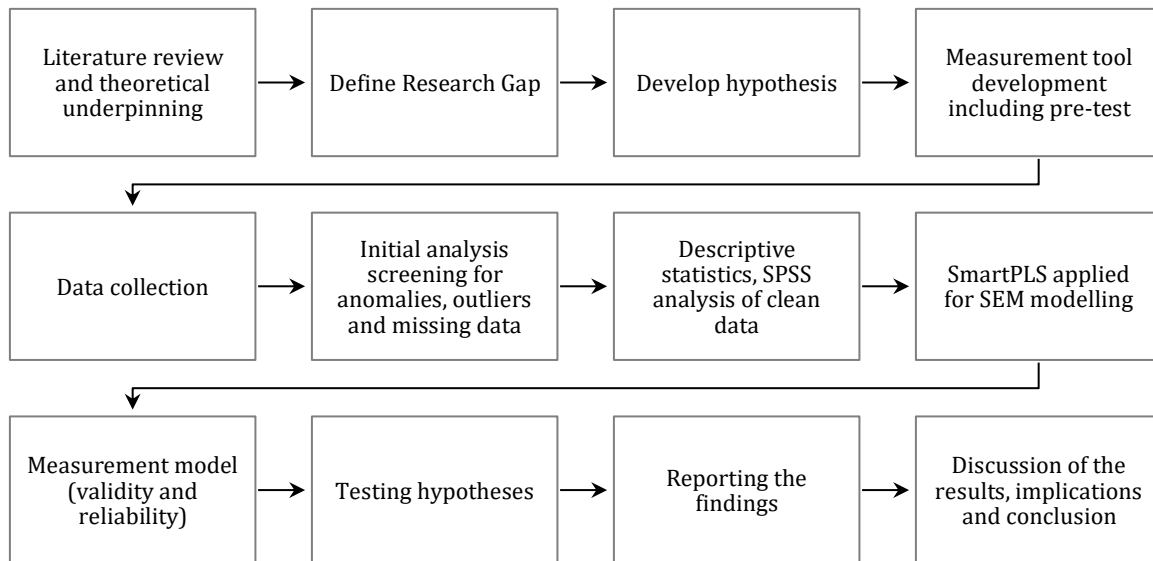 Literature review
and theoretical
underpinning
Define Research Gap
Develop hypothesis
Measurement tool
development
including pre-test
Data collection
Initial analysis
screening for
anomalies, outliers
and missing data
Descriptive
statistics, SPSS
analysis of clean
data
SmartPLS applied
for SEM modelling
Measurement model
(validity and
reliability)
Testing hypotheses
Reporting the
findings
Discussion of the
results, implications
and conclusion